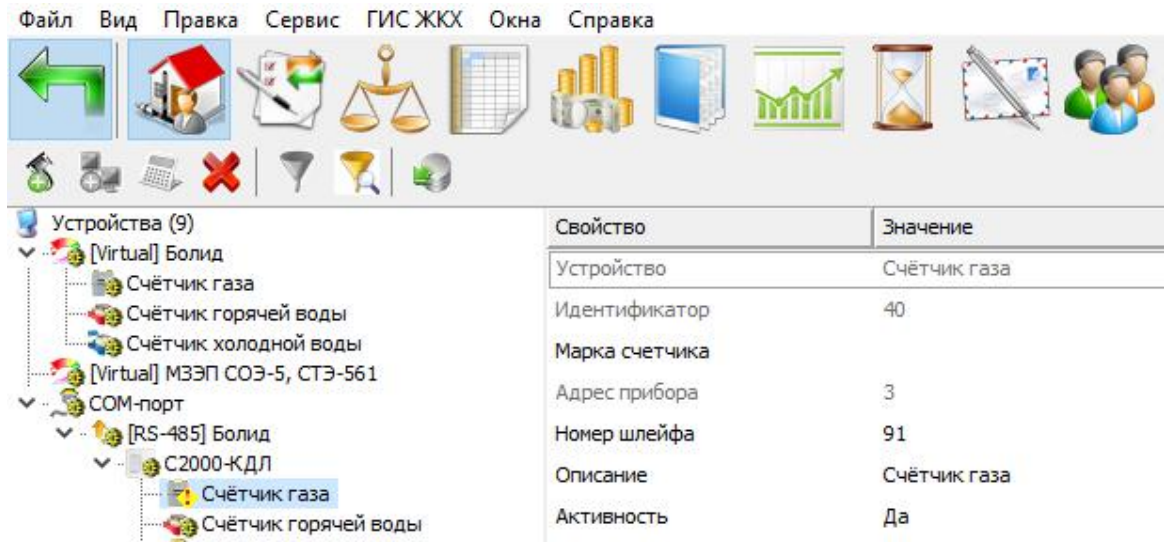 Файл Вид Правка Сервис ГИС ЖКХ Окна Справка
Устройства (9)
[Virtual] Болид
Счётчик газа
Счётчик горячей воды
Счётчик холодной воды
[Virtual] МЗЭП СОЭ-5, СТЭ-561
COM-порт
[RS-485] Болид
С2000-КДЛ
Счётчик газа
Счётчик горячей воды
Свойство Значение
Устройство Счётчик газа
Идентификатор 40
Марка счетчика
Адрес прибора 3
Номер шлейфа 91
Описание Счётчик газа
Активность Да